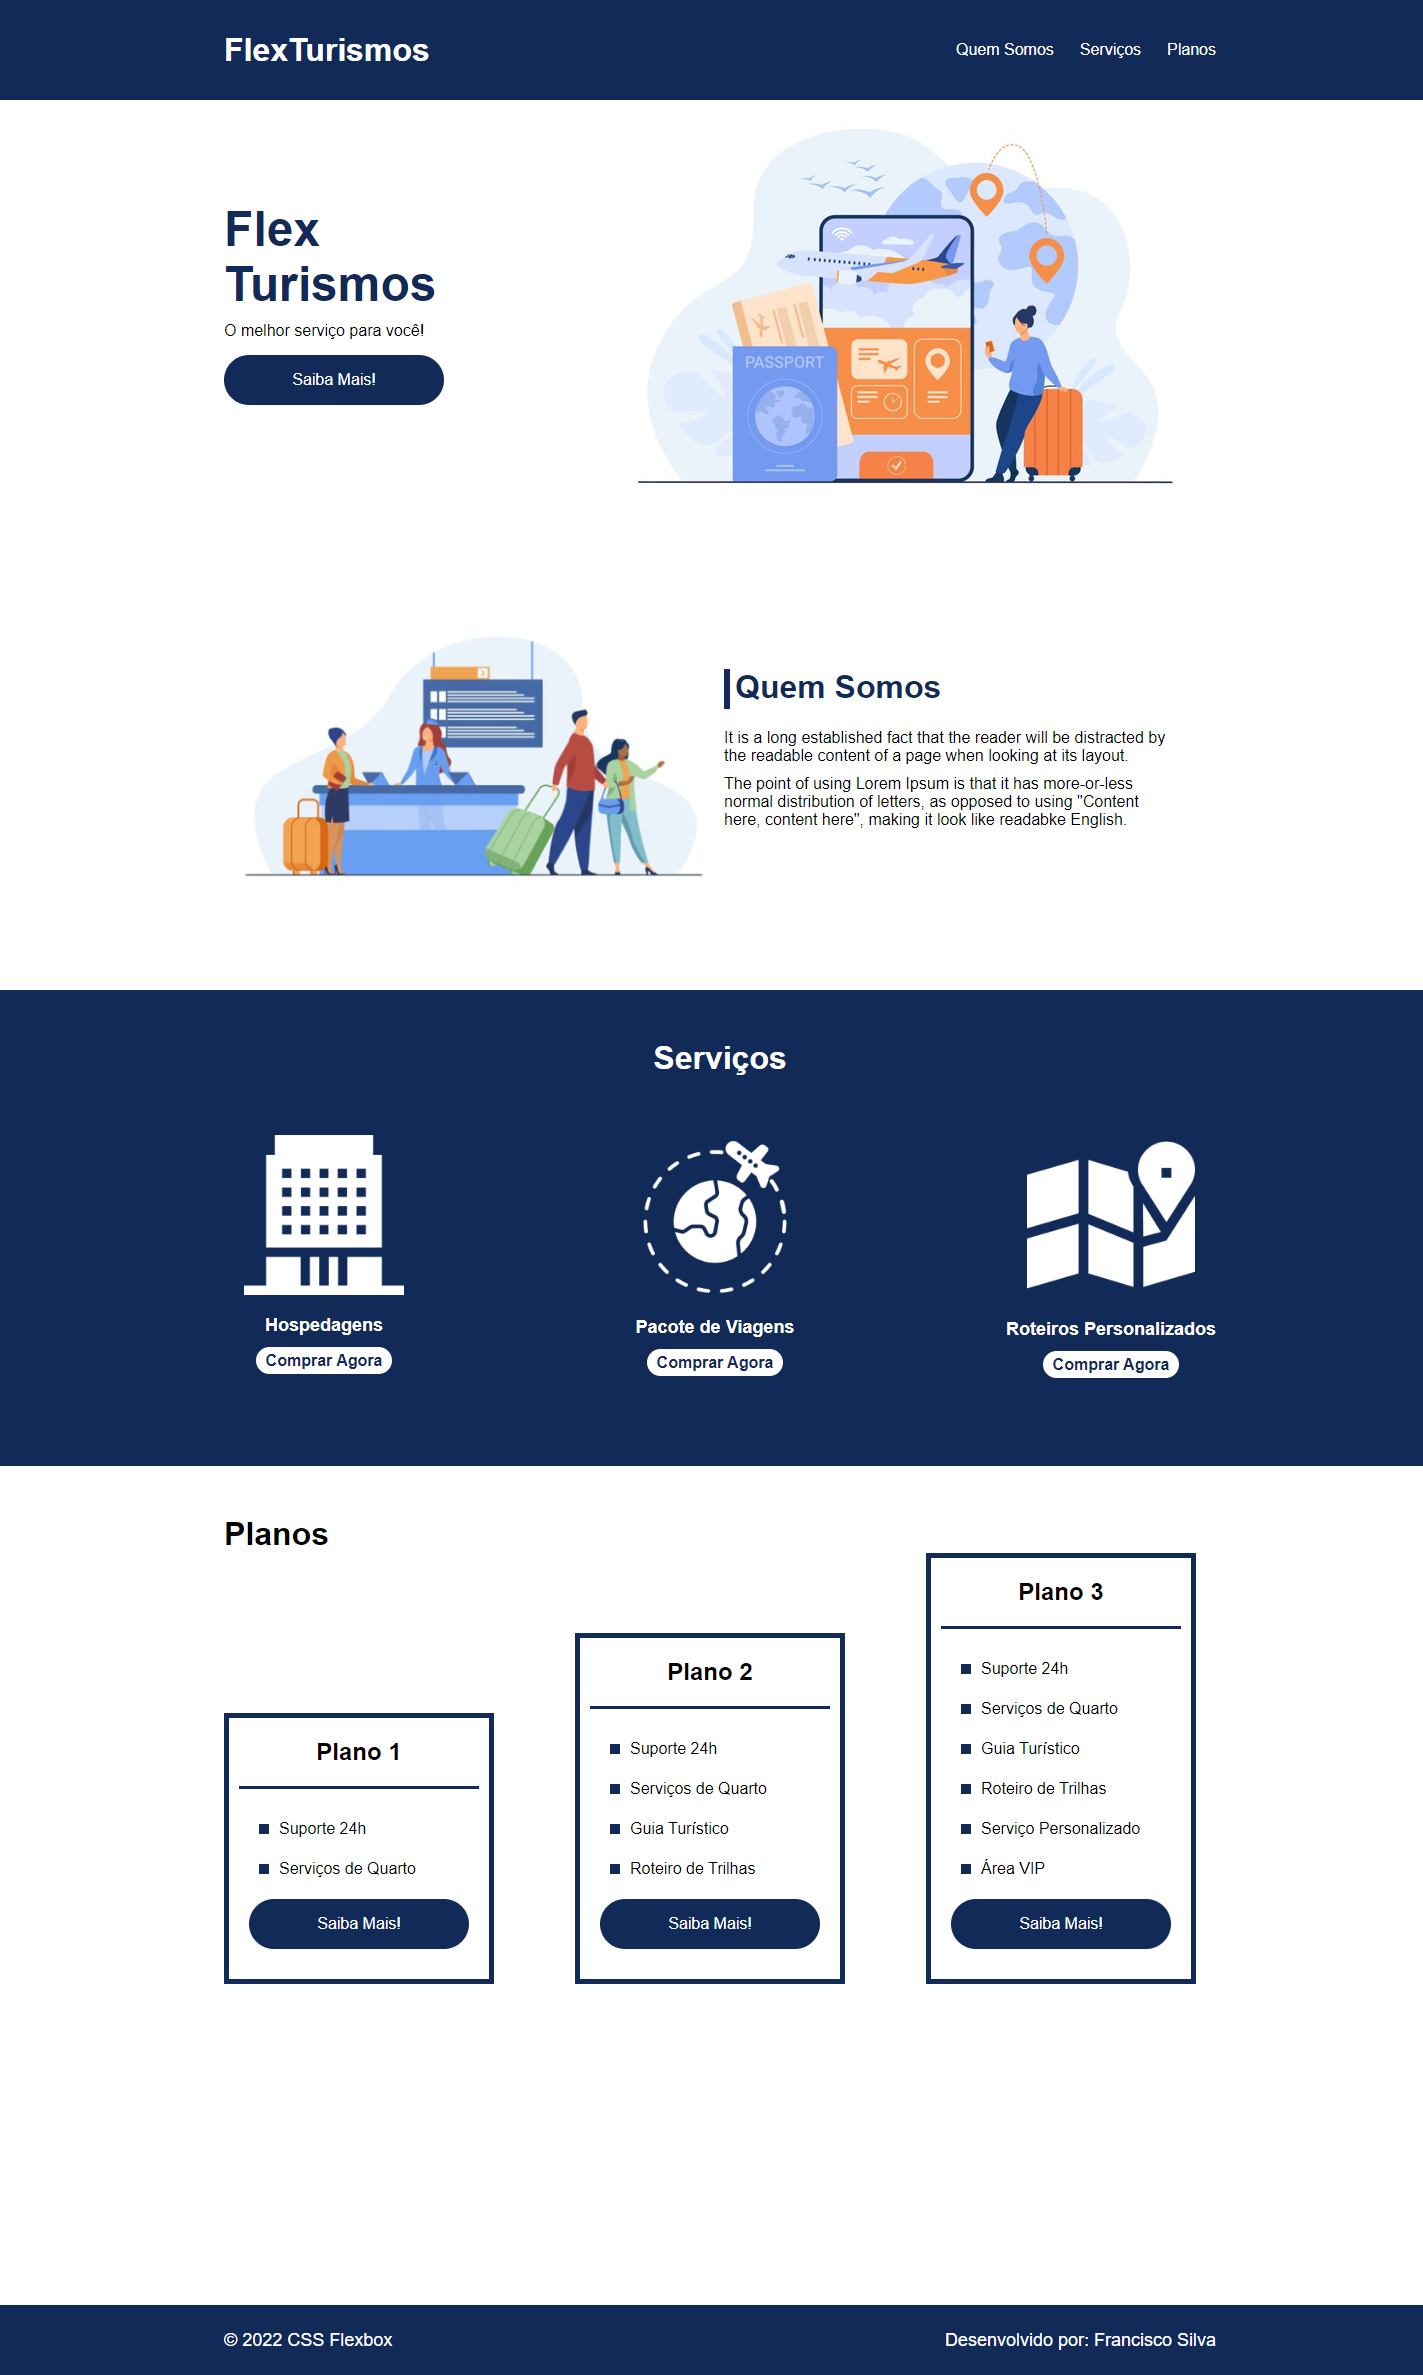 FlexTurismos
Quem Somos
Serviços
Planos
Flex
Turismos
O melhor serviço para você!
Saiba Mais!
PASSPORT
Quem Somos
It is a long established fact that the reader will be distracted by
the readable content of a page when looking at its layout.
The point of using Lorem Ipsum is that it has more-or-less
normal distribution of letters, as opposed to using "Content
here, content here", making it look like readabke English.
Serviços
Hospedagens
Comprar Agora
Pacote de Viagens
Comprar Agora
Roteiros Personalizados
Comprar Agora
Planos
Plano 1
Suporte 24h
Serviços de Quarto
Saiba Mais!
Plano 2
Suporte 24h
Serviços de Quarto
Guia Turístico
Roteiro de Trilhas
Saiba Mais!
Plano 3
Suporte 24h
Serviços de Quarto
Guia Turístico
Roteiro de Trilhas
Serviço Personalizado
Área VIP
Saiba Mais!
© 2022 CSS Flexbox
Desenvolvido por: Francisco Silva